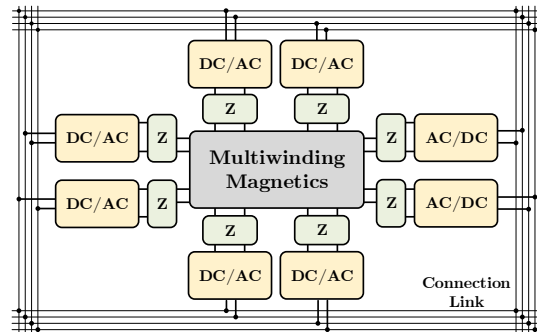 DC/AC
DC/AC
Z
Z
DC/AC
Z
Z
AC/DC
Multiwinding
Magnetics
DC/AC
Z
Z
AC/DC
Z
Z
DC/AC
DC/AC
Connection
Link